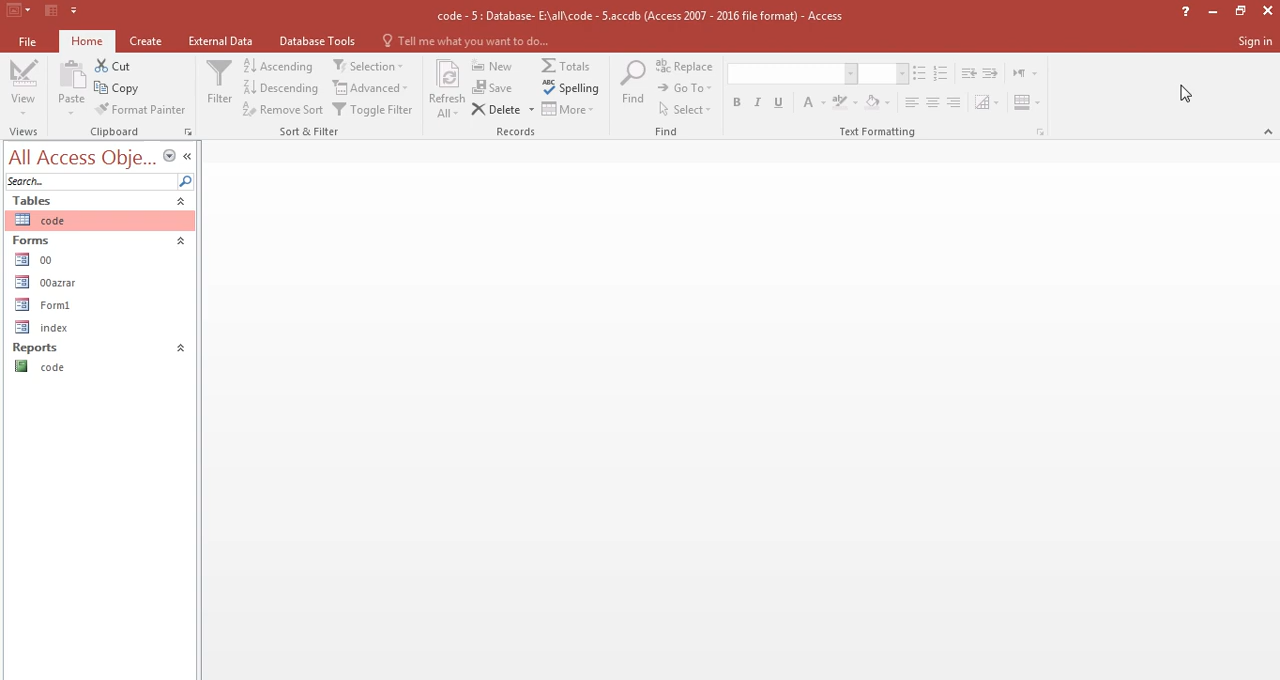 code - 5 : Database- E:\all\code - 5.accdb (Access 2007 - 2016 file format) - Access
?
File Home Create External Data Database Tools Tell me what you want to do... Sign in
View
Views
Paste
Cut
Copy
Format Painter
Clipboard
Filter
Ascending
Descending
Remove Sort
Selection
Advanced
Toggle Filter
Sort & Filter
Refresh
All
New
Save
Delete
Totals
Spelling
More
Records
Find
Replace
Go To
Select
Find
B I U A
Text Formatting
All Access Obje...
Search...
Tables
code
Forms
00
00azrar
Form1
index
Reports
code